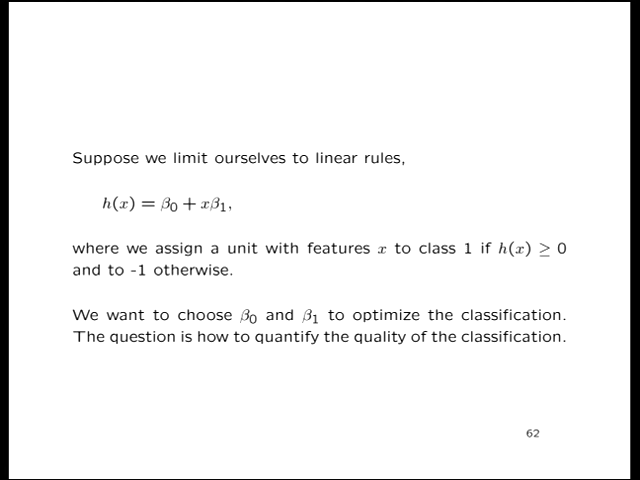 Suppose we limit ourselves to linear rules,
h(x) = β₀ + xβ₁,
where we assign a unit with features x to class 1 if h(x) ≥ 0
and to -1 otherwise.
We want to choose β₀ and β₁ to optimize the classification.
The question is how to quantify the quality of the classification.
62